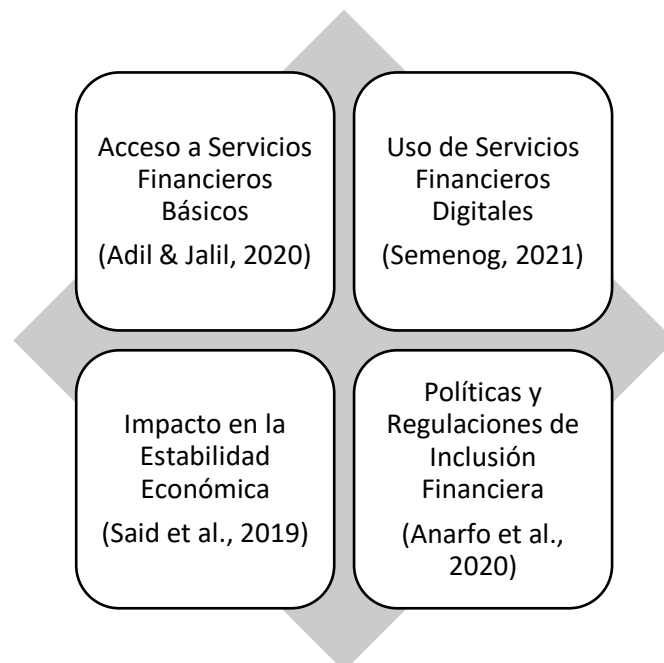 Acceso a Servicios
Financieros
Básicos
(Adil & Jalil, 2020)
Uso de Servicios
Financieros
Digitales
(Semenog, 2021)
Impacto en la
Estabilidad
Económica
(Said et al., 2019)
Políticas y
Regulaciones de
Inclusión
Financiera
(Anarfo et al.,
2020)